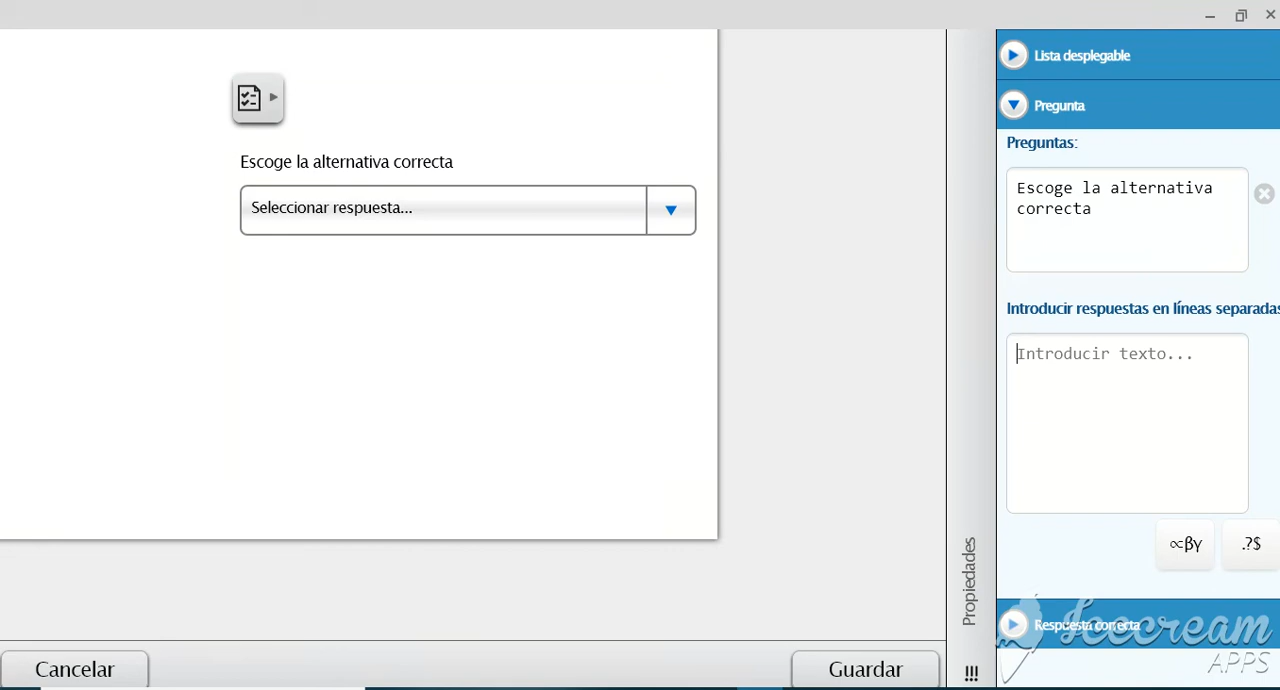 Lista desplegable
Pregunta
Preguntas:
Escoge la alternativa
correcta
Escoge la alternativa correcta
Seleccionar respuesta...
Introducir respuestas en líneas separadas
Introducir texto...
∝βγ
.?$
Propiedades
Respuesta correcta
Icecream
APPS
Cancelar
Guardar
!!!